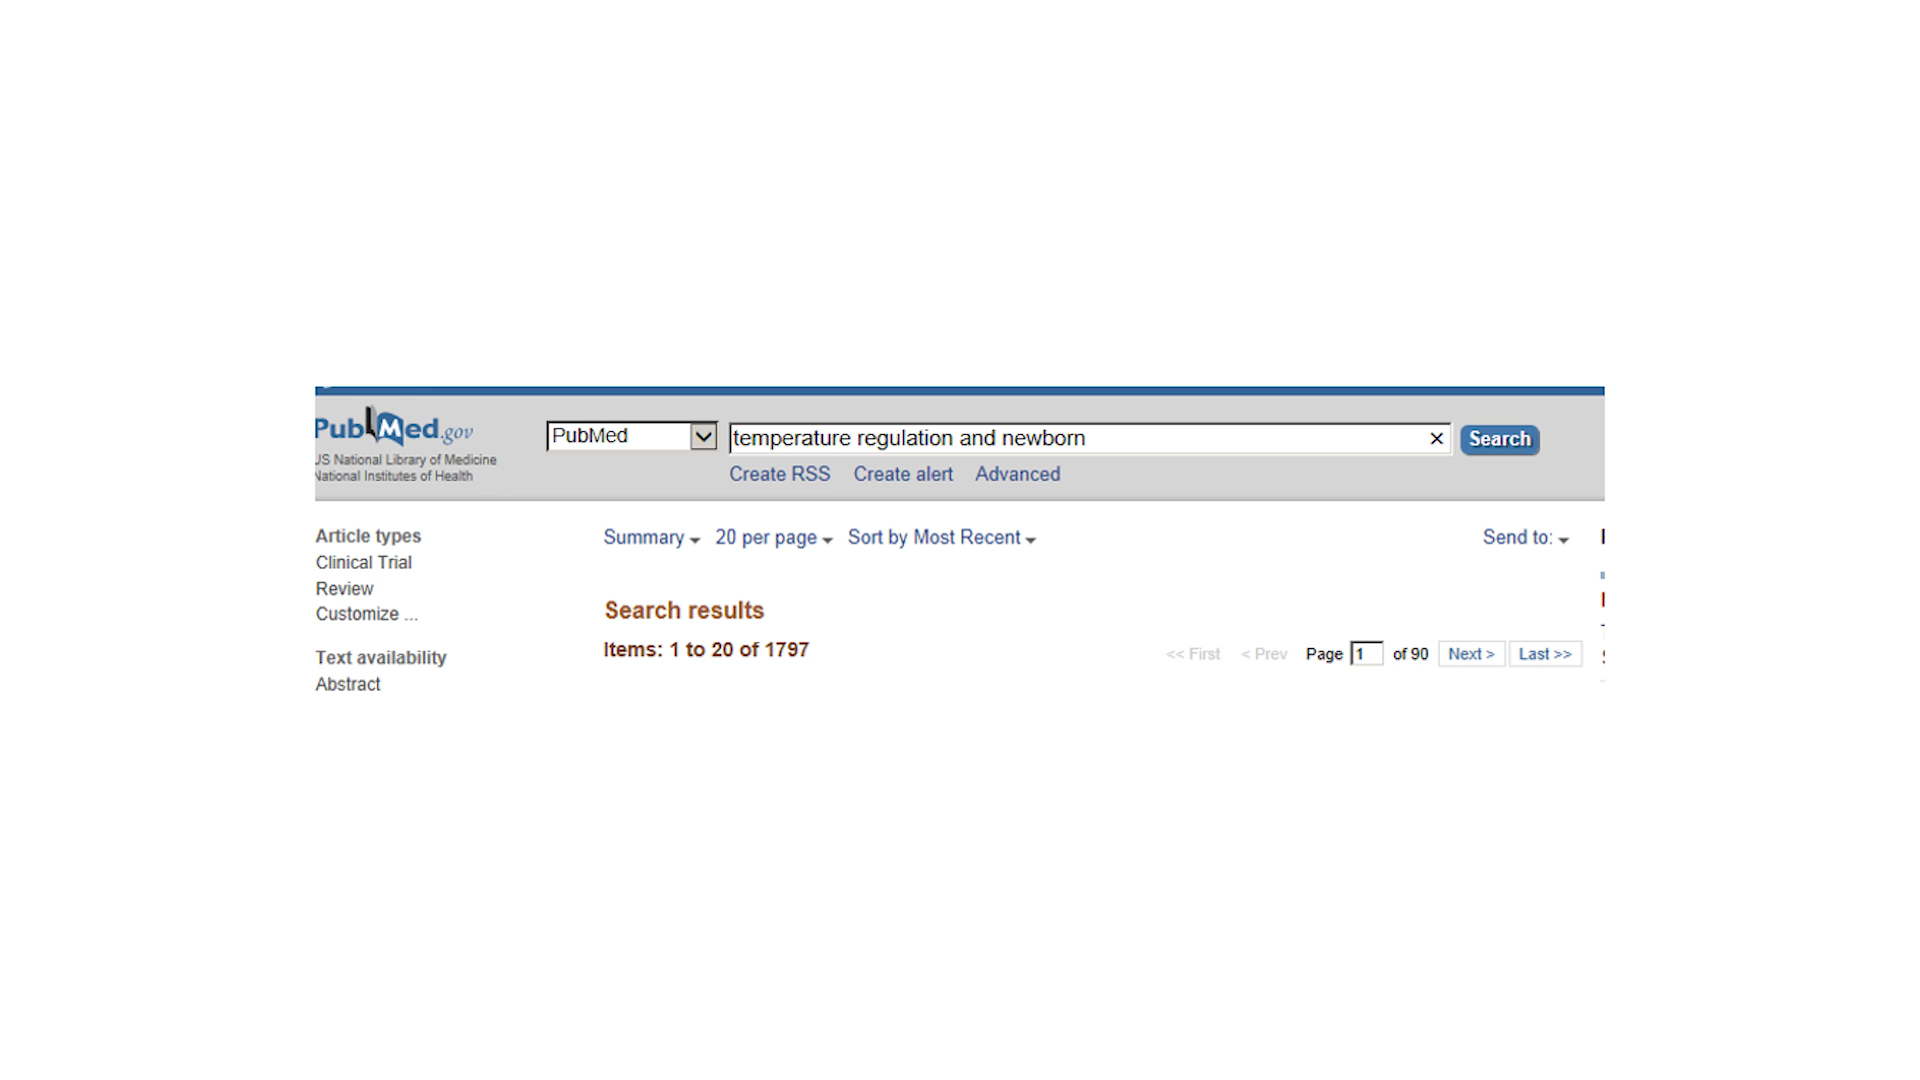 PubMed.gov
US National Library of Medicine
National Institutes of Health
PubMed
temperature regulation and newborn
×
Search
Create RSS Create alert Advanced
Article types
Clinical Trial
Review
Customize ...
Text availability
Abstract
Summary 20 per page Sort by Most Recent
Send to:
Search results
Items: 1 to 20 of 1797
<< First < Prev Page 1 of 90 Next > Last >>